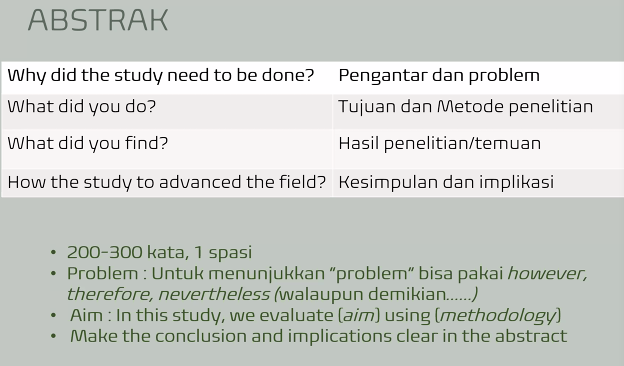 ABSTRAK
Why did the study need to be done? Pengantar dan problem
What did you do? Tujuan dan Metode penelitian
What did you find? Hasil penelitian/temuan
How the study to advanced the field? Kesimpulan dan implikasi
• 200-300 kata, 1 spasi
• Problem : Untuk menunjukkan "problem" bisa pakai however,
therefore, nevertheless (walaupun demikian......)
• Aim : In this study, we evaluate (aim) using (methodology)
• Make the conclusion and implications clear in the abstract